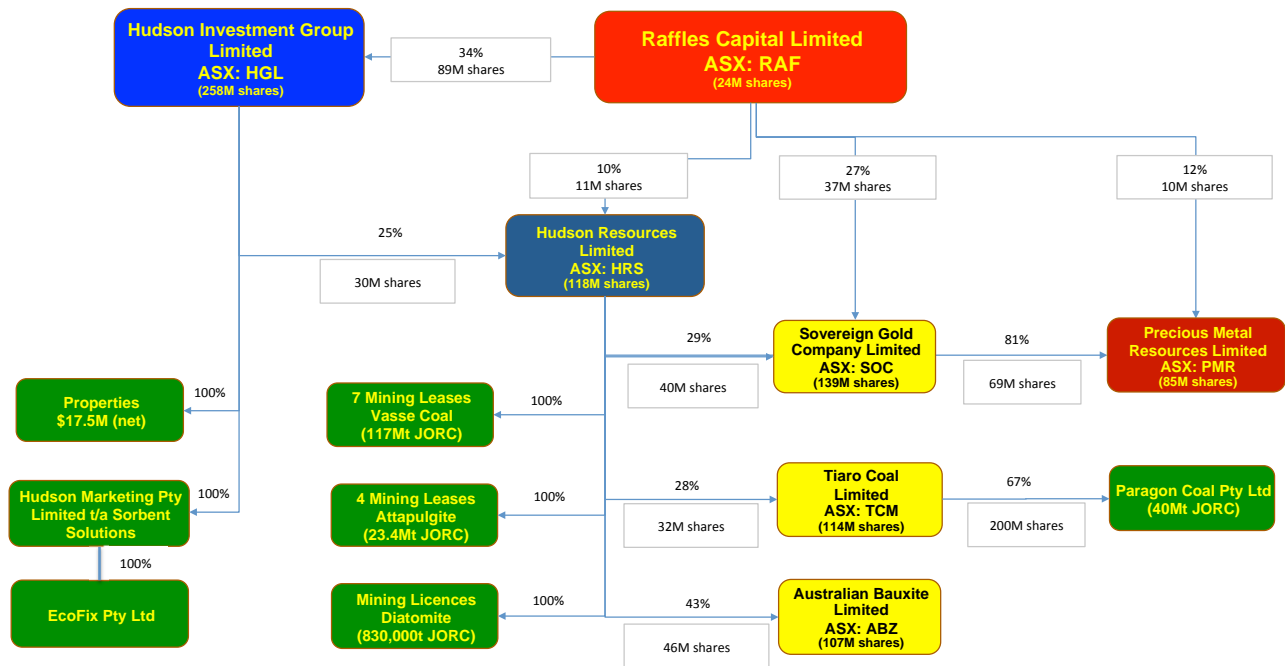 Hudson Investment Group
Limited
ASX: HGL
(258M shares)
34%
89M shares
Raffles Capital Limited
ASX: RAF
(24M shares)
10%
11M shares
27%
37M shares
12%
10M shares
25%
30M shares
Hudson Resources
Limited
ASX: HRS
(118M shares)
29%
40M shares
Sovereign Gold
Company Limited
ASX: SOC
(139M shares)
81%
69M shares
Precious Metal
Resources Limited
ASX: PMR
(85M shares)
100%
Properties
$17.5M (net)
7 Mining Leases
Vasse Coal
(117Mt JORC)
100%
Hudson Marketing Pty
Limited t/a Sorbent
Solutions
100%
4 Mining Leases
Attapulgite
(23.4Mt JORC)
100%
28%
32M shares
Tiaro Coal
Limited
ASX: TCM
(114M shares)
67%
200M shares
Paragon Coal Pty Ltd
(40Mt JORC)
100%
EcoFix Pty Ltd
Mining Licences
Diatomite
(830,000t JORC)
100%
43%
46M shares
Australian Bauxite
Limited
ASX: ABZ
(107M shares)